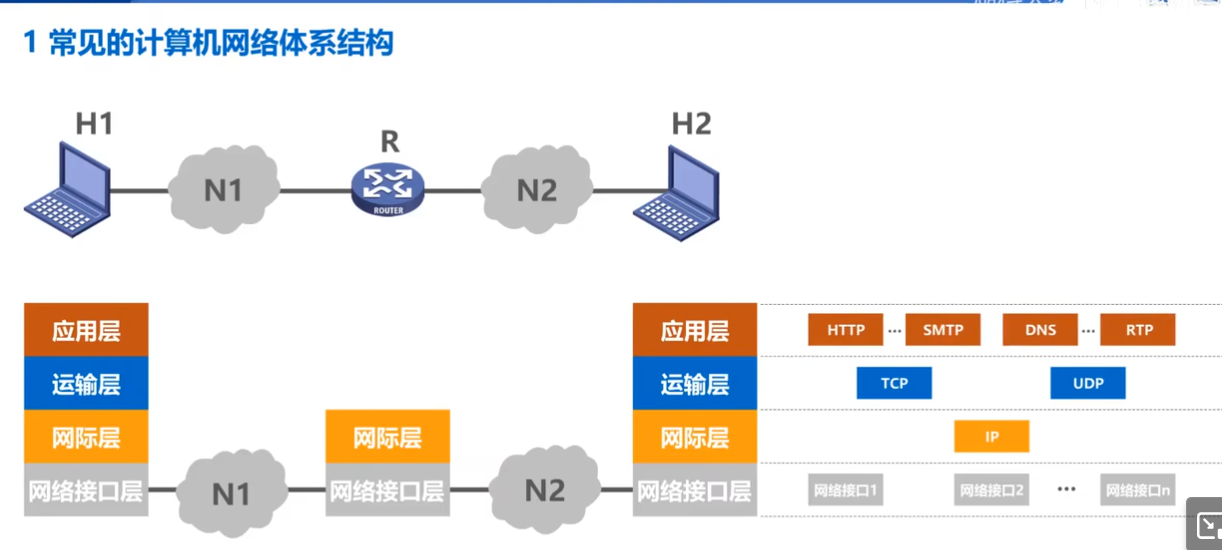 1 常见的计算机网络体系结构
H1
R
H2
N1
ROUTER
N2
应用层
应用层
HTTP ··· SMTP
DNS ··· RTP
运输层
运输层
TCP
UDP
网际层
网际层
网际层
IP
网络接口层
N1
网络接口层
N2
网络接口层
网络接口1
网络接口2
···
网络接口n